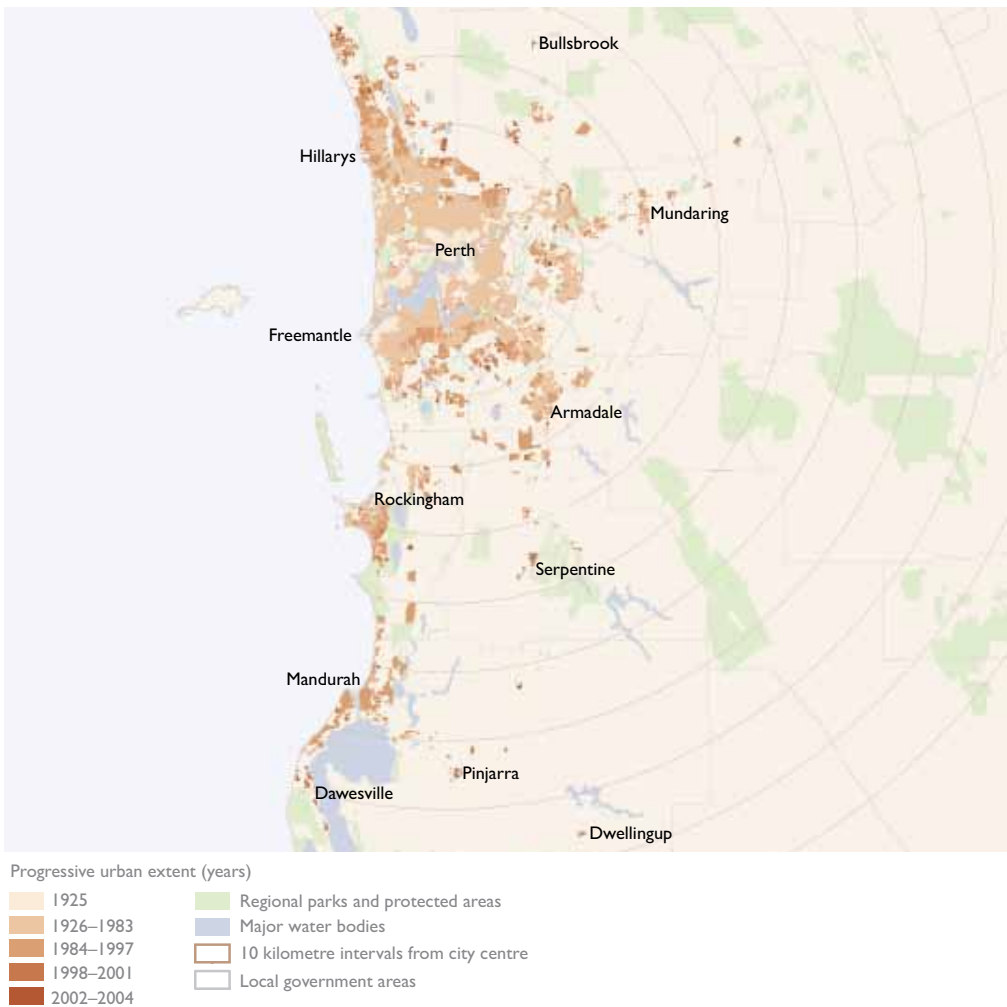 Bullsbrook
Hillarys
Mundaring
Perth
Freemantle
Armadale
Rockingham
Serpentine
Mandurah
Pinjarra
Dawesville
Dwellingup
Progressive urban extent (years)
1925
1926–1983
1984–1997
1998–2001
2002–2004
Regional parks and protected areas
Major water bodies
10 kilometre intervals from city centre
Local government areas